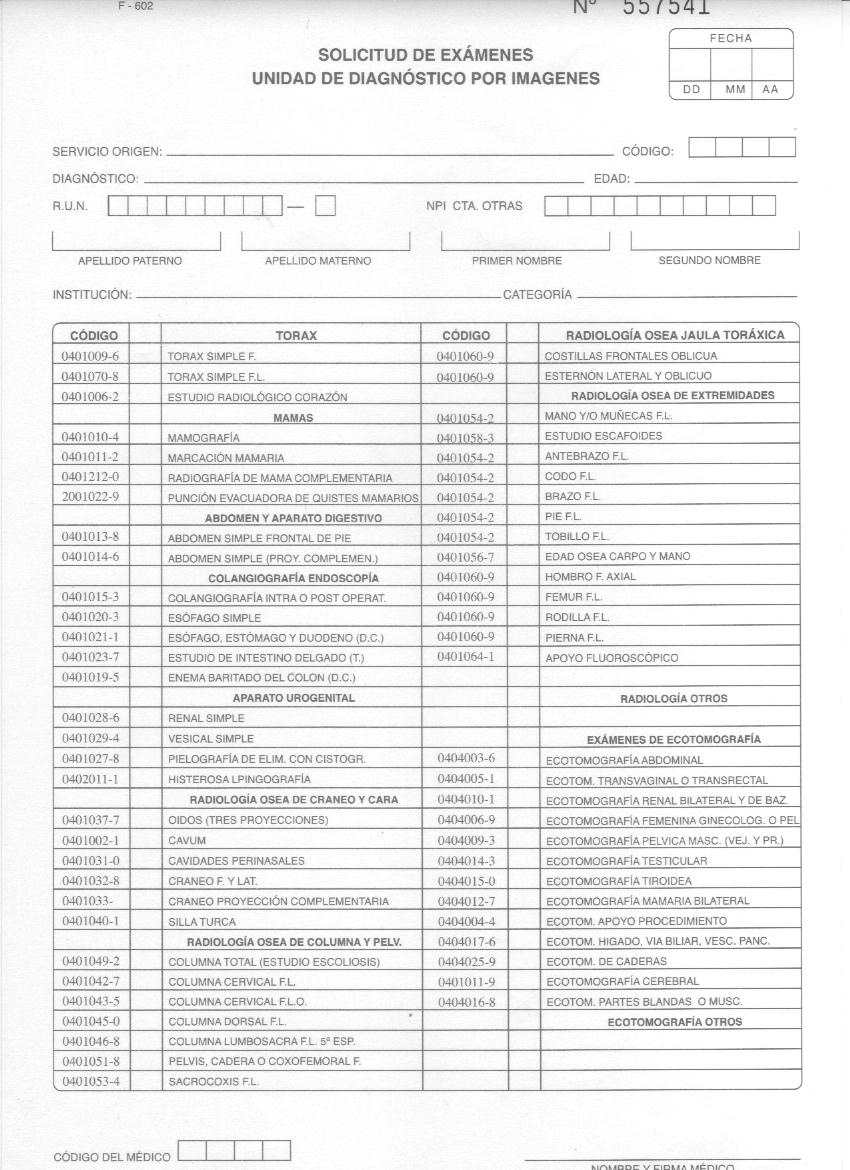 F - 602
Nº 557541
FECHA
SOLICITUD DE EXÁMENES
UNIDAD DE DIAGNÓSTICO POR IMAGENES
DD MM AA
SERVICIO ORIGEN: CÓDIGO:
DIAGNÓSTICO: EDAD:
R.U.N. — NPI CTA. OTRAS
APELLIDO PATERNO APELLIDO MATERNO PRIMER NOMBRE SEGUNDO NOMBRE
INSTITUCIÓN: CATEGORÍA
CÓDIGO TORAX CÓDIGO RADIOLOGÍA OSEA JAULA TORÁXICA
0401009-6 TORAX SIMPLE F. 0401060-9 COSTILLAS FRONTALES OBLICUA
0401070-8 TORAX SIMPLE F.L. 0401060-9 ESTERNÓN LATERAL Y OBLICUO
0401006-2 ESTUDIO RADIOLÓGICO CORAZÓN RADIOLOGÍA OSEA DE EXTREMIDADES
MAMAS 0401054-2 MANO Y/O MUÑECAS F.L.
0401010-4 MAMOGRAFÍA 0401058-3 ESTUDIO ESCAFOIDES
0401011-2 MARCACIÓN MAMARIA 0401054-2 ANTEBRAZO F.L.
0401212-0 RADIOGRAFÍA DE MAMA COMPLEMENTARIA 0401054-2 CODO F.L.
2001022-9 PUNCIÓN EVACUADORA DE QUISTES MAMARIOS 0401054-2 BRAZO F.L.
ABDOMEN Y APARATO DIGESTIVO 0401054-2 PIE F.L.
0401013-8 ABDOMEN SIMPLE FRONTAL DE PIE 0401054-2 TOBILLO F.L.
0401014-6 ABDOMEN SIMPLE (PROY. COMPLEMEN.) 0401056-7 EDAD OSEA CARPO Y MANO
COLANGIOGRAFÍA ENDOSCOPÍA 0401060-9 HOMBRO F. AXIAL
0401015-3 COLANGIOGRAFÍA INTRA O POST OPERAT. 0401060-9 FEMUR F.L.
0401020-3 ESÓFAGO SIMPLE 0401060-9 RODILLA F.L.
0401021-1 ESÓFAGO, ESTÓMAGO Y DUODENO (D.C.) 0401060-9 PIERNA F.L.
0401023-7 ESTUDIO DE INTESTINO DELGADO (T.) 0401064-1 APOYO FLUOROSCÓPICO
0401019-5 ENEMA BARITADO DEL COLON (D.C.)
APARATO UROGENITAL RADIOLOGÍA OTROS
0401028-6 RENAL SIMPLE
0401029-4 VESICAL SIMPLE EXÁMENES DE ECOTOMOGRAFÍA
0401027-8 PIELOGRAFÍA DE ELIM. CON CISTOGR. 0404003-6 ECOTOMOGRAFÍA ABDOMINAL
0402011-1 HISTEROSA LPINGOGRAFÍA 0404005-1 ECOTOM. TRANSVAGINAL O TRANSRECTAL
RADIOLOGÍA OSEA DE CRANEO Y CARA 0404010-1 ECOTOMOGRAFÍA RENAL BILATERAL Y DE BAZ.
0401037-7 OIDOS (TRES PROYECCIONES) 0404006-9 ECOTOMOGRAFÍA FEMENINA GINECOLOG. O PEL
0401002-1 CAVUM 0404009-3 ECOTOMOGRAFÍA PELVICA MASC. (VEJ. Y PR.)
0401031-0 CAVIDADES PERINASALES 0404014-3 ECOTOMOGRAFÍA TESTICULAR
0401032-8 CRANEO F. Y LAT. 0404015-0 ECOTOMOGRAFÍA TIROIDEA
0401033- CRANEO PROYECCIÓN COMPLEMENTARIA 0404012-7 ECOTOMOGRAFÍA MAMARIA BILATERAL
0401040-1 SILLA TURCA 0404004-4 ECOTOM. APOYO PROCEDIMIENTO
RADIOLOGÍA OSEA DE COLUMNA Y PELV. 0404017-6 ECOTOM. HIGADO, VIA BILIAR, VESC. PANC.
0401049-2 COLUMNA TOTAL (ESTUDIO ESCOLIOSIS) 0404025-9 ECOTOM. DE CADERAS
0401042-7 COLUMNA CERVICAL F.L. 0401011-9 ECOTOMOGRAFÍA CEREBRAL
0401043-5 COLUMNA CERVICAL F.L.O. 0404016-8 ECOTOM. PARTES BLANDAS O MUSC.
0401045-0 COLUMNA DORSAL F.L. ECOTOMOGRAFÍA OTROS
0401046-8 COLUMNA LUMBOSACRA F.L. 5º ESP.
0401051-8 PELVIS, CADERA O COXOFEMORAL F.
0401053-4 SACROCOXIS F.L.
CÓDIGO DEL MÉDICO
NOMBRE Y FIRMA MÉDICO